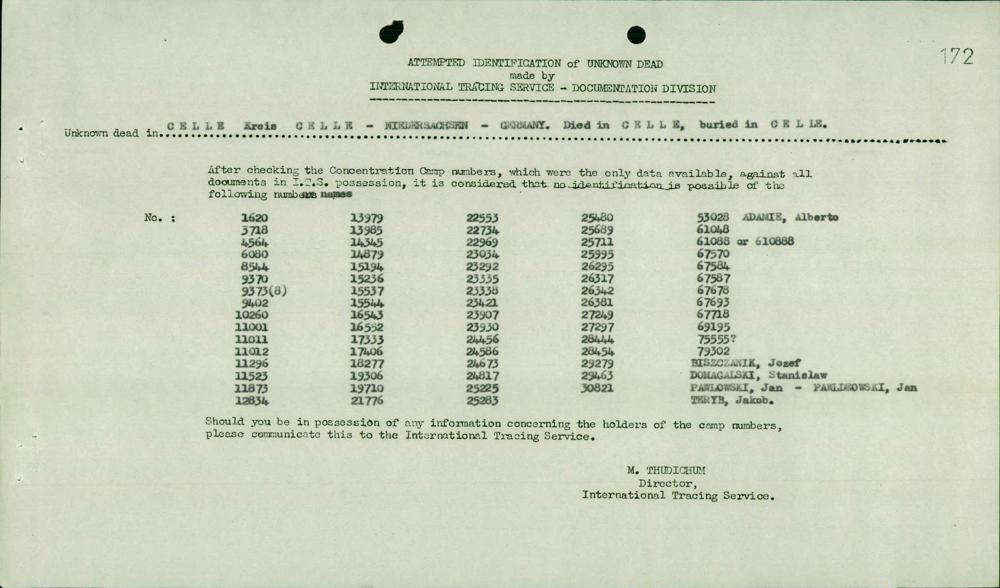 172
ATTEMPTED IDENTIFICATION of UNKNOWN DEAD
made by
INTERNATIONAL TRACING SERVICE - DOCUMENTATION DIVISION
Unknown dead in CELLE Kreis CELLE - NIEDERSACHSEN - GERMANY. Died in CELLE, buried in CELLE.
After checking the Concentration Camp numbers, which were the only data available, against all
documents in I.T.S. possession, it is considered that no identification is possible of the
following numbers names
No. : 1620 13979 22553 25480 53028 ADAMIE, Alberto
3718 13985 22734 25689 61048
4564 14345 22969 25711 61088 or 610888
6080 14879 23034 25995 67570
8544 15194 23292 26295 67584
9370 15236 23335 26317 67587
9373(8) 15537 23338 26342 67678
9402 15544 23421 26381 67693
10260 16543 23907 27249 67718
11001 16552 23930 27297 69195
11011 17333 24456 28444 75555?
11012 17406 24586 28454 79302
11296 18277 24673 29279 BISZCZANIK, Josef
11523 19306 24817 29463 DOMAGALSKI, Stanislaw
11873 19710 25225 30821 PAWLOWSKI, Jan - Jan
12834 21776 25283 TERYB, Jakob.
Should you be in possession of any information concerning the holders of the camp numbers,
please communicate this to the International Tracing Service.
M. THUDICHUM
Director,
International Tracing Service.